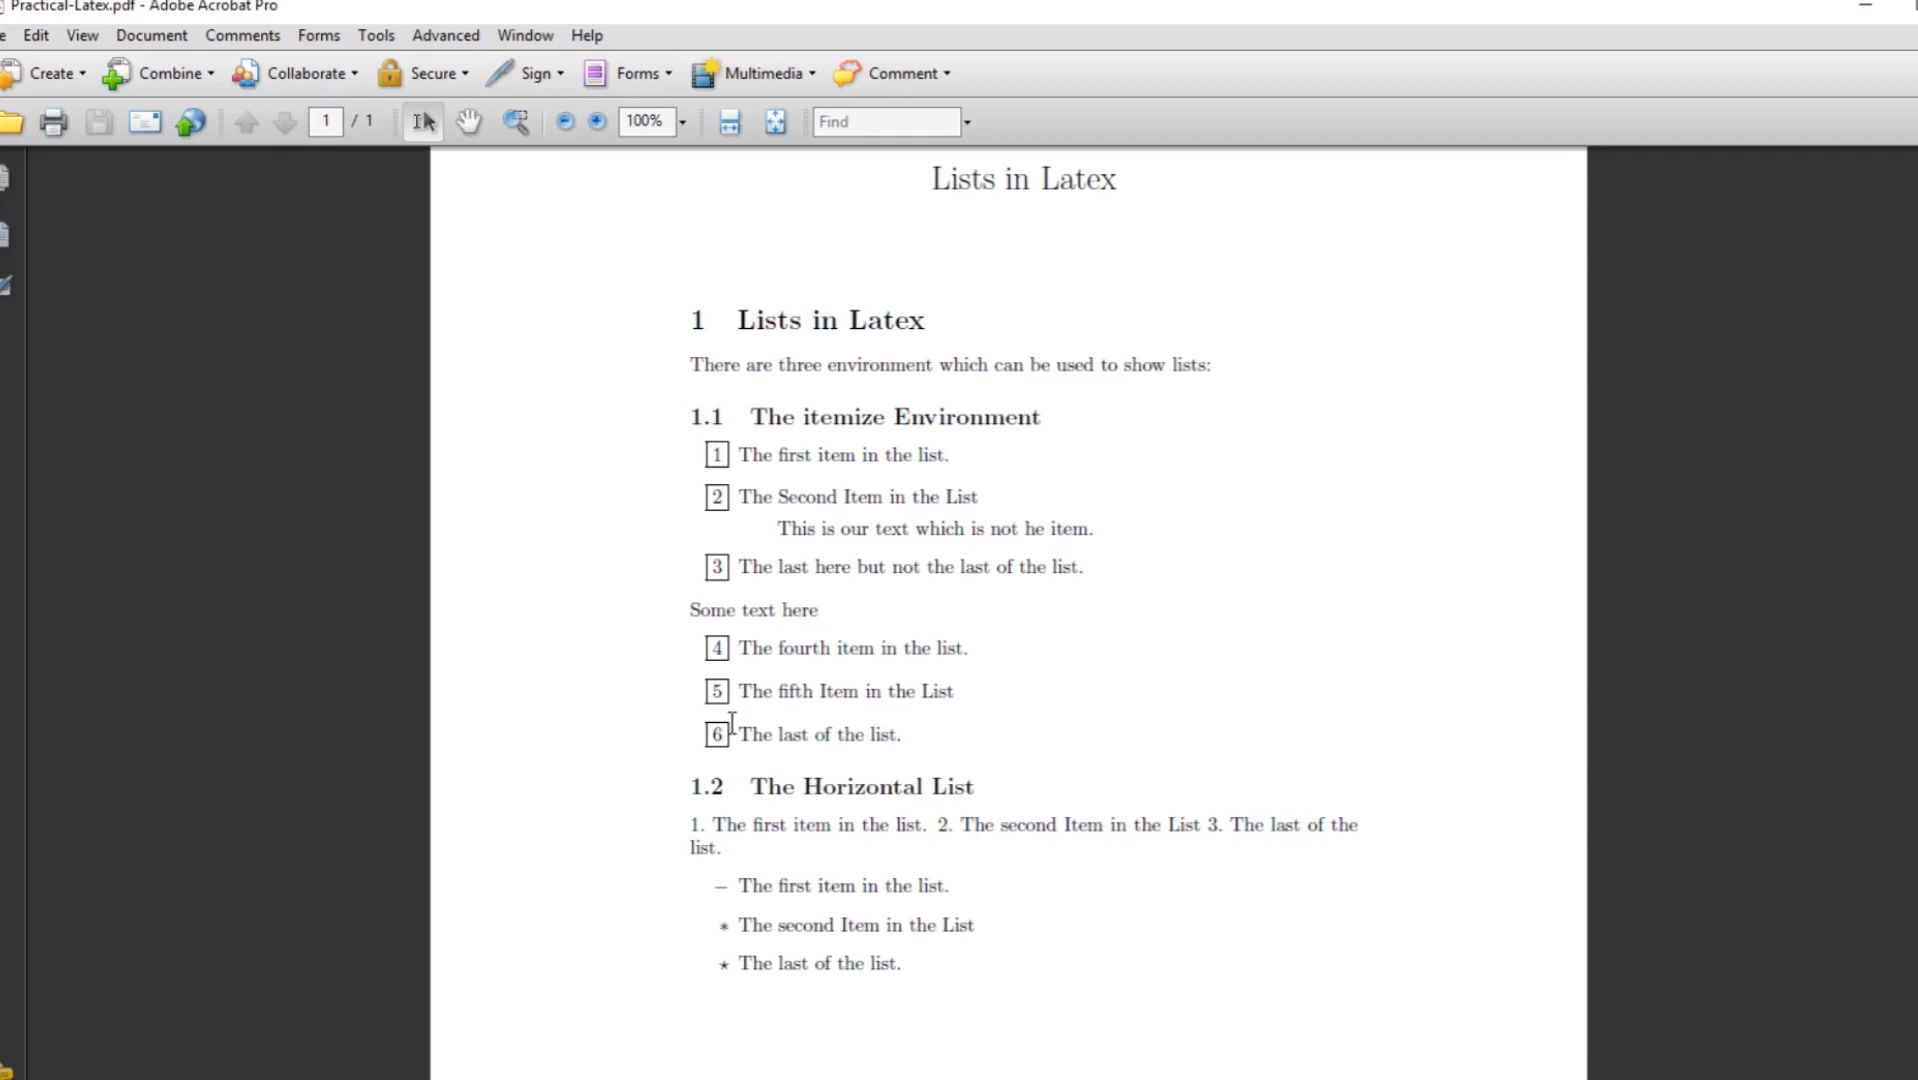 Practical-Latex.pdf - Adobe Acrobat Pro
Edit View Document Comments Forms Tools Advanced Window Help
Create Combine Collaborate Secure Sign Forms Multimedia Comment
1 / 1 100% Find
Lists in Latex
1 Lists in Latex
There are three environment which can be used to show lists:
1.1 The itemize Environment
1 The first item in the list.
2 The Second Item in the List
This is our text which is not he item.
3 The last here but not the last of the list.
Some text here
4 The fourth item in the list.
5 The fifth Item in the List
6 The last of the list.
1.2 The Horizontal List
1. The first item in the list. 2. The second Item in the List 3. The last of the
list.
– The first item in the list.
* The second Item in the List
⋆ The last of the list.